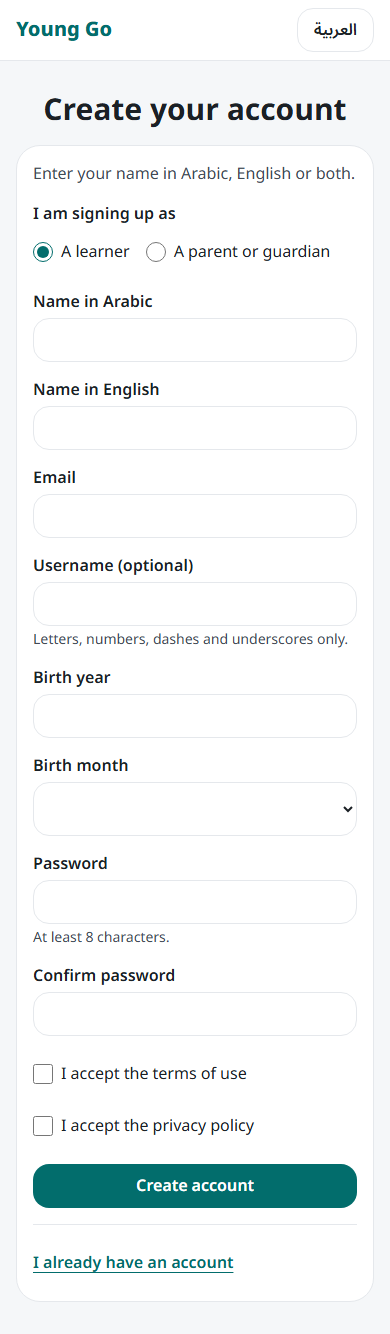 Young Go
العربية
Create your account
Enter your name in Arabic, English or both.
I am signing up as
A learner
A parent or guardian
Name in Arabic
Name in English
Email
Username (optional)
Letters, numbers, dashes and underscores only.
Birth year
Birth month
Password
At least 8 characters.
Confirm password
I accept the terms of use
I accept the privacy policy
Create account
I already have an account